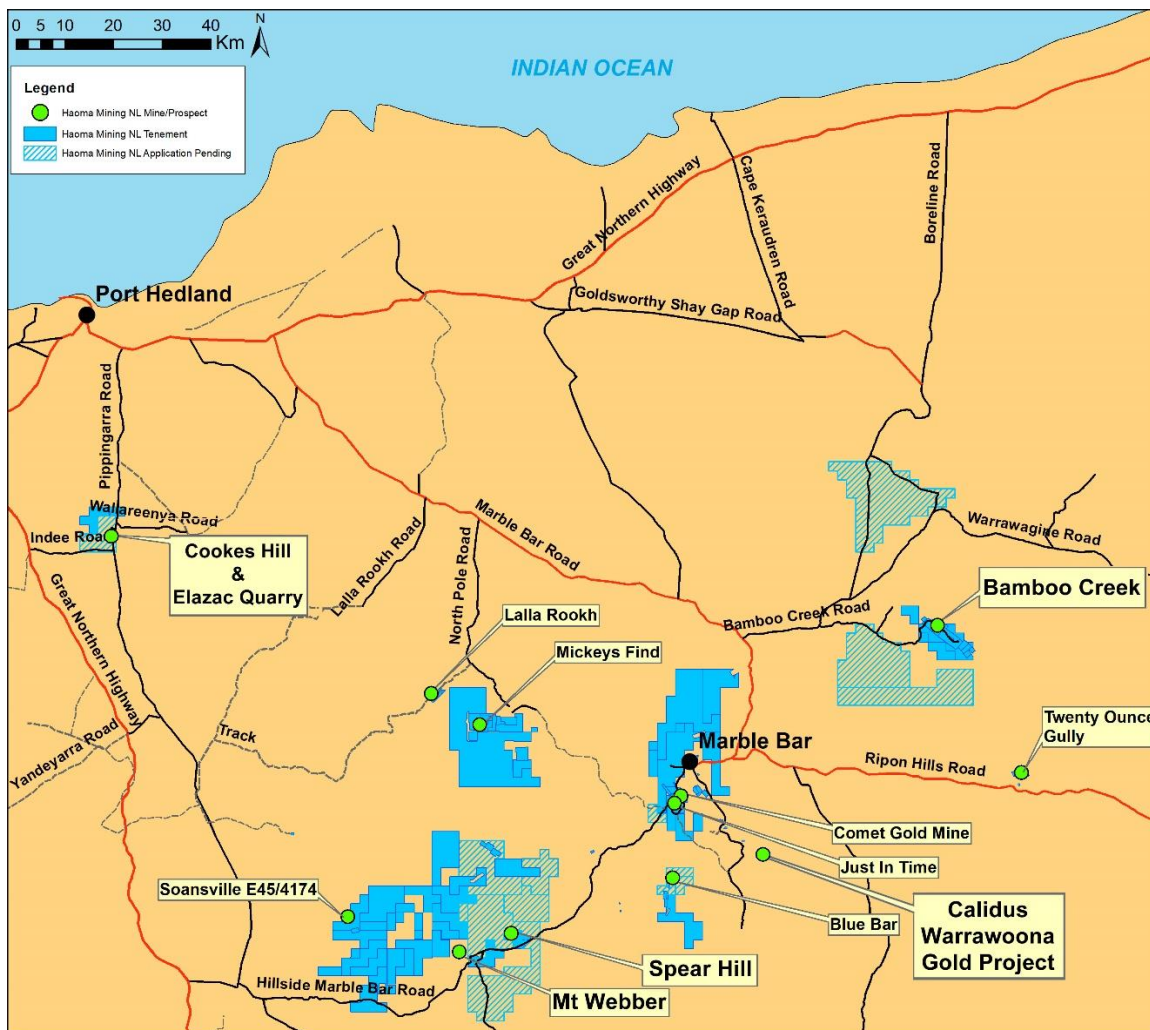 0 5 10 20 30 40
Km
N
Legend
Haoma Mining NL Mine/Prospect
Haoma Mining NL Tenement
Haoma Mining NL Application Pending
INDIAN OCEAN
Great Northern Highway
Cape Keraudren Road
Boreline Road
Port Hedland
Goldsworthy Shay Gap Road
Pippingarra Road
Wallareenya Road
Indee Road
Cookes Hill
&
Elazac Quarry
Lalla Rookh Road
North Pole Road
Marble Bar Road
Warrawagine Road
Bamboo Creek
Bamboo Creek Road
Lalla Rookh
Mickeys Find
Great Northern Highway
Yandeyarra Road
Track
Marble Bar
Twenty Ounce
Gully
Ripon Hills Road
Comet Gold Mine
Just In Time
Soansville E45/4174
Blue Bar
Calidus
Warrawoona
Gold Project
Spear Hill
Hillside Marble Bar Road
Mt Webber